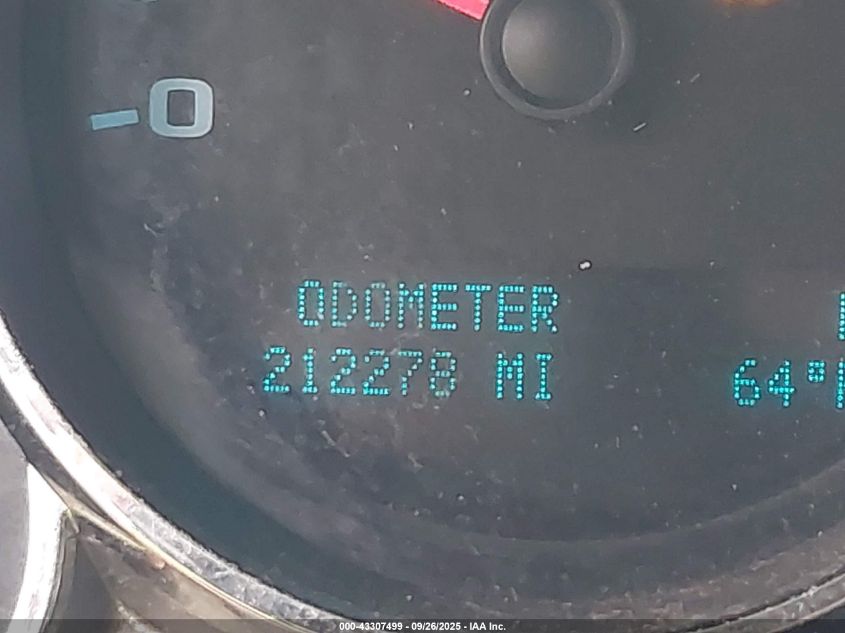 -0
ODOMETER
212278 MI
64°
000-43307499 - 09/26/2025 - IAA Inc.